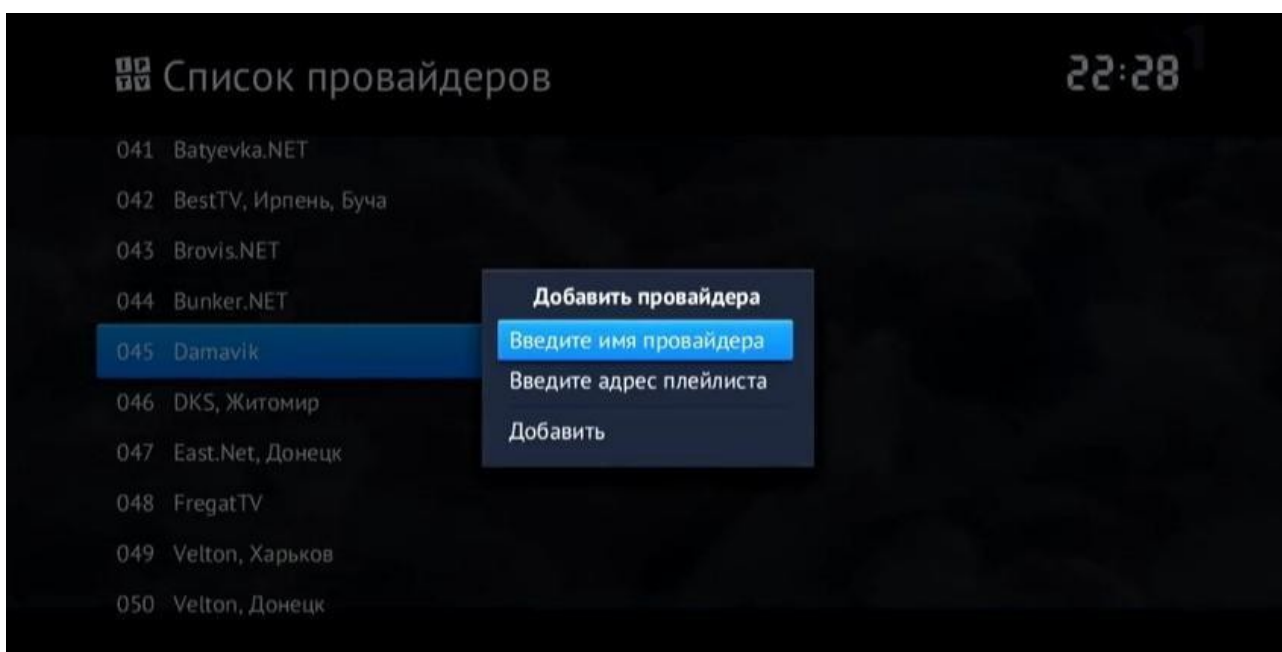 IPTV Список провайдеров
22:28
041 Batyevka.NET
042 BestTV, Ирпень, Буча
043 Brovis.NET
044 Bunker.NET
045 Damavik
046 DKS, Житомир
047 East.Net, Донецк
048 FregatTV
049 Velton, Харьков
050 Velton, Донецк
Добавить провайдера
Введите имя провайдера
Введите адрес плейлиста
Добавить